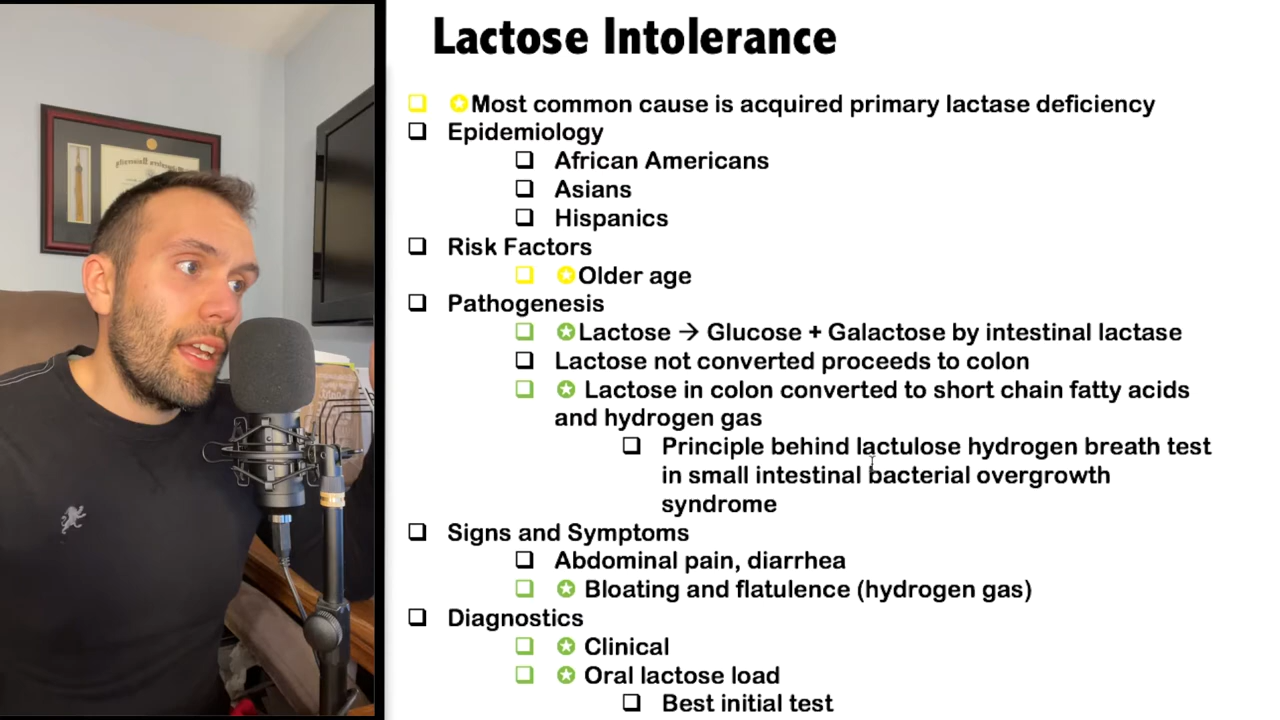 Lactose Intolerance
Most common cause is acquired primary lactase deficiency
Epidemiology
African Americans
Asians
Hispanics
Risk Factors
Older age
Pathogenesis
Lactose → Glucose + Galactose by intestinal lactase
Lactose not converted proceeds to colon
Lactose in colon converted to short chain fatty acids
and hydrogen gas
Principle behind lactulose hydrogen breath test
in small intestinal bacterial overgrowth
syndrome
Signs and Symptoms
Abdominal pain, diarrhea
Bloating and flatulence (hydrogen gas)
Diagnostics
Clinical
Oral lactose load
Best initial test